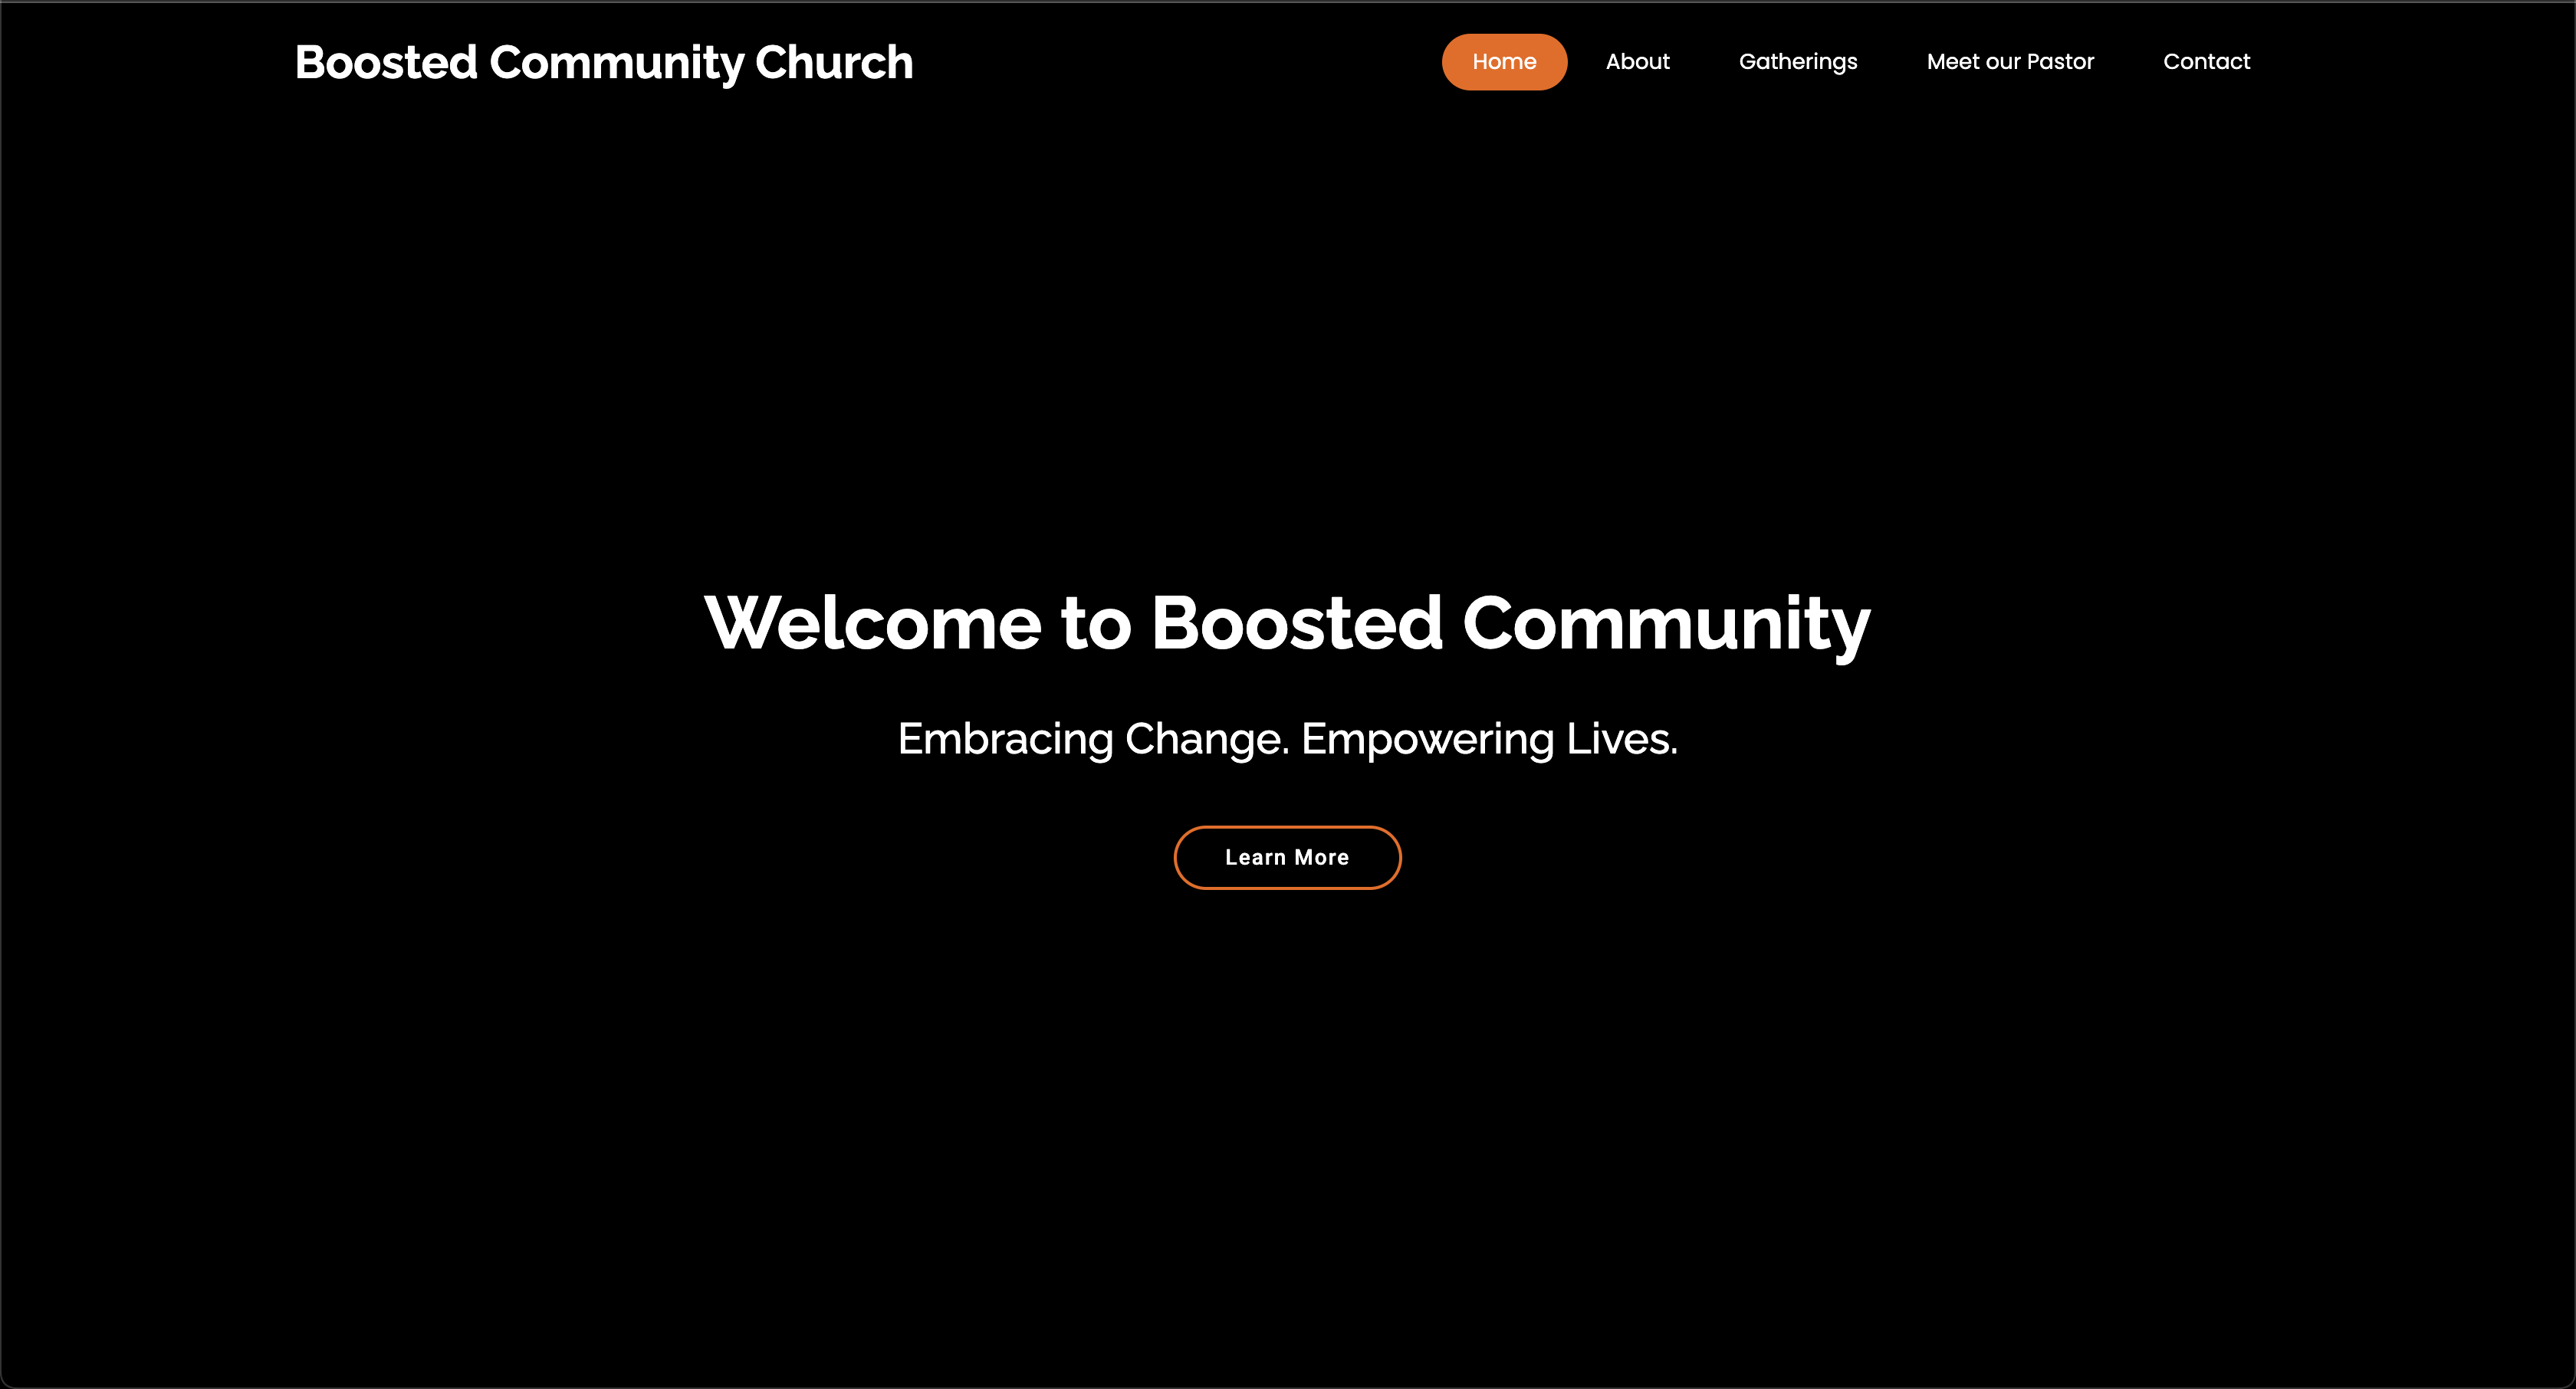 Boosted Community Church
Home About Gatherings Meet our Pastor Contact
Welcome to Boosted Community
Embracing Change. Empowering Lives.
Learn More